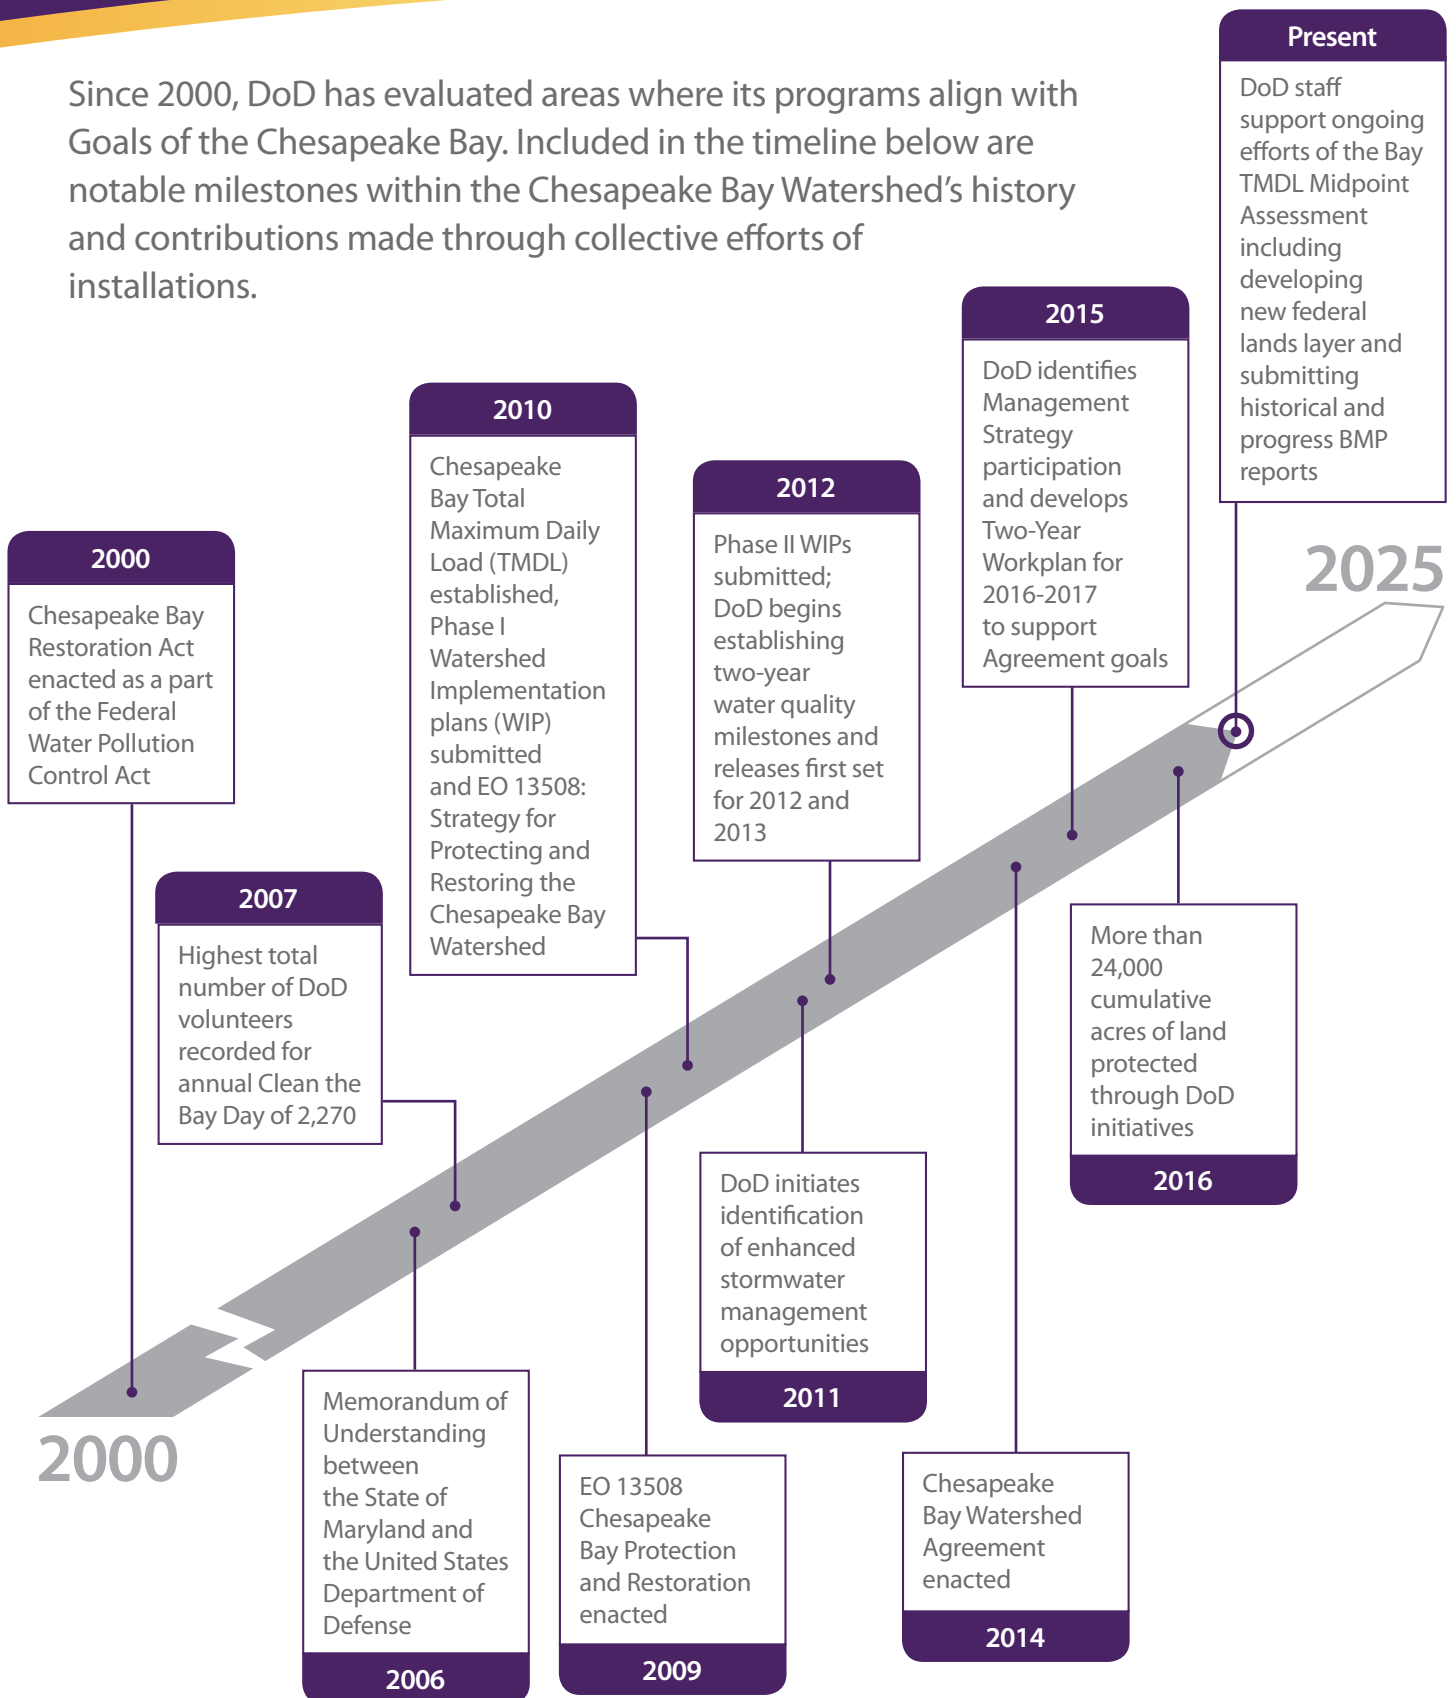 Since 2000, DoD has evaluated areas where its programs align with
Goals of the Chesapeake Bay. Included in the timeline below are
notable milestones within the Chesapeake Bay Watershed's history
and contributions made through collective efforts of
installations.
2000
Chesapeake Bay
Restoration Act
enacted as a part
of the Federal
Water Pollution
Control Act
2007
Highest total
number of DoD
volunteers
recorded for
annual Clean the
Bay Day of 2,270
2010
Chesapeake
Bay Total
Maximum Daily
Load (TMDL)
established,
Phase I
Watershed
Implementation
plans (WIP)
submitted
and EO 13508:
Strategy for
Protecting and
Restoring the
Chesapeake Bay
Watershed
2012
Phase II WIPs
submitted;
DoD begins
establishing
two-year
water quality
milestones and
releases first set
for 2012 and
2013
2015
DoD identifies
Management
Strategy
participation
and develops
Two-Year
Workplan for
2016-2017
to support
Agreement goals
Present
DoD staff
support ongoing
efforts of the Bay
TMDL Midpoint
Assessment
including
developing
new federal
lands layer and
submitting
historical and
progress BMP
reports
2025
2000
Memorandum of
Understanding
between
the State of
Maryland and
the United States
Department of
Defense
2006
EO 13508
Chesapeake
Bay Protection
and Restoration
enacted
2009
DoD initiates
identification
of enhanced
stormwater
management
opportunities
2011
Chesapeake
Bay Watershed
Agreement
enacted
2014
More than
24,000
cumulative
acres of land
protected
through DoD
initiatives
2016